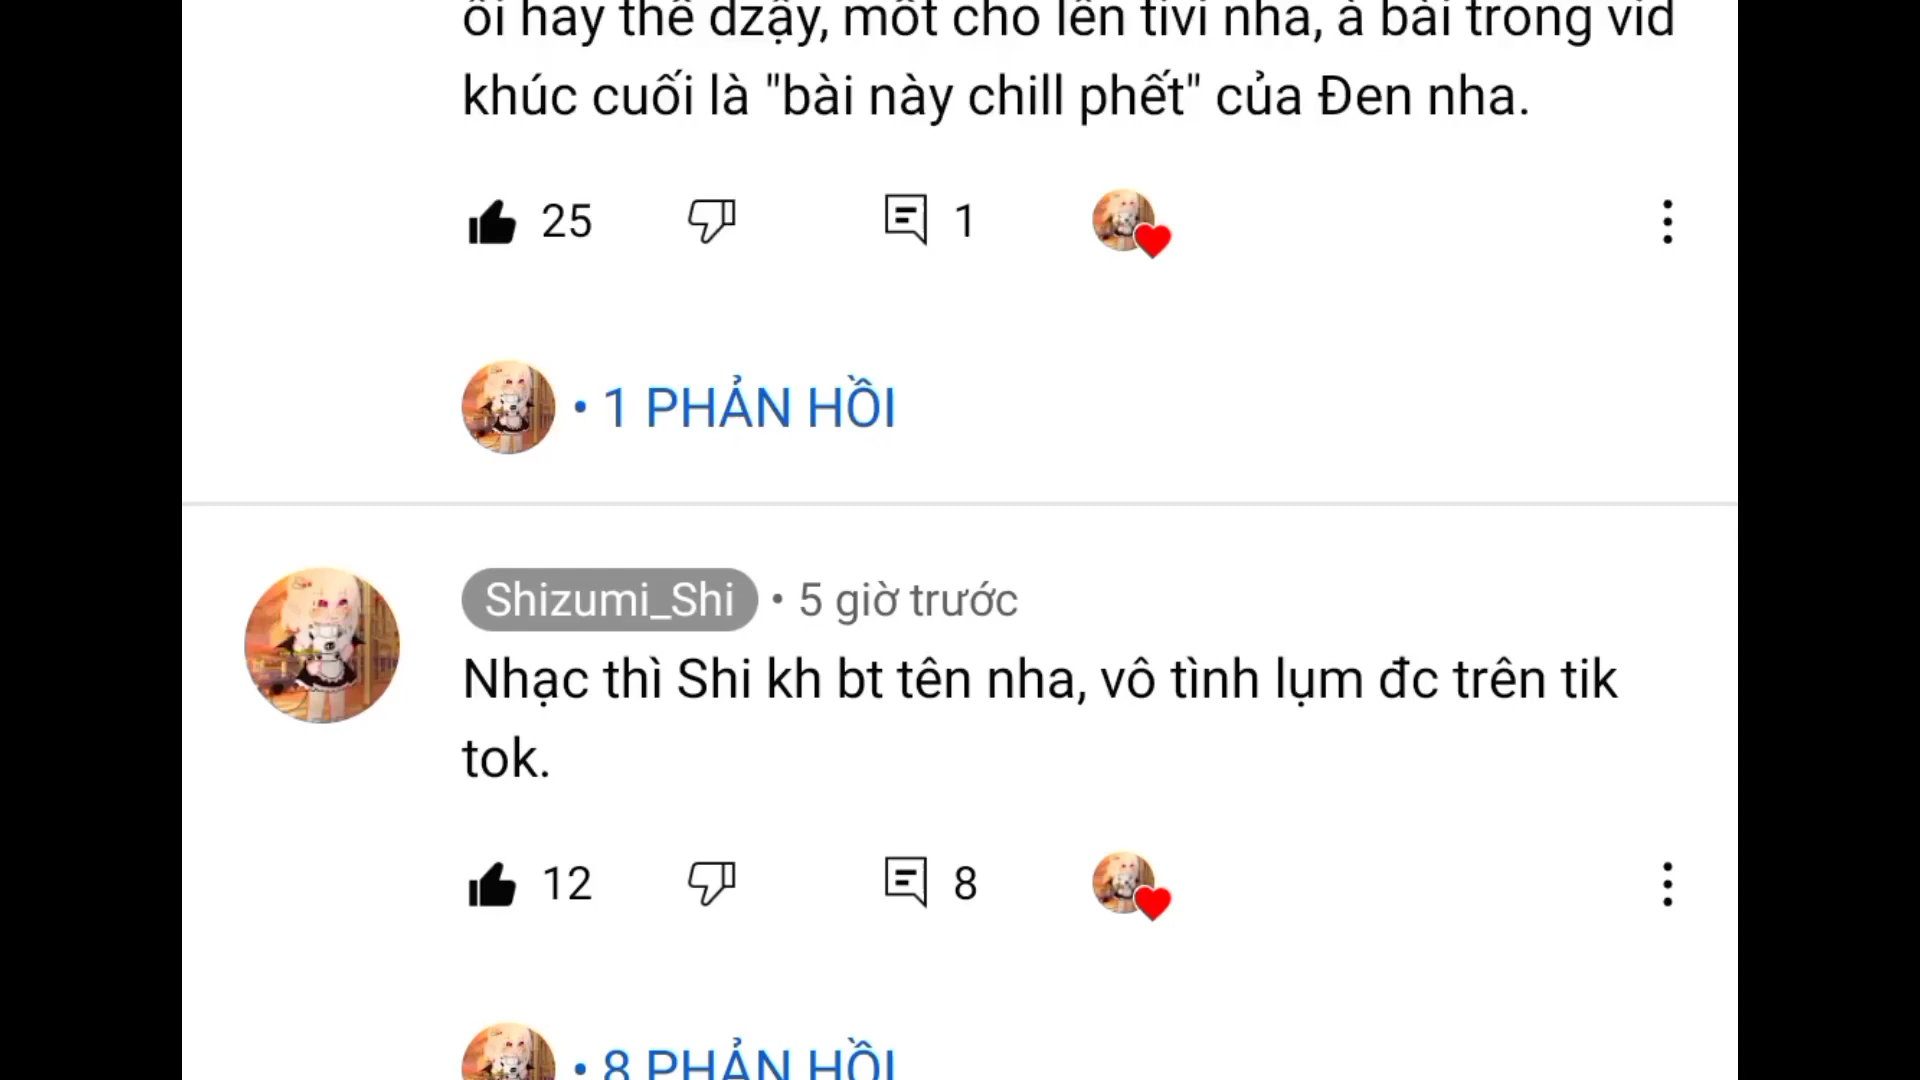 ôi hay thế dzậy, mốt cho lên tivi nha, à bài trong vid
khúc cuối là "bài này chill phết" của Đen nha.
25 1
• 1 PHẢN HỒI
Shizumi_Shi • 5 giờ trước
Nhạc thì Shi kh bt tên nha, vô tình lụm đc trên tik
tok.
12 8
• 8 PHẢN HỒI